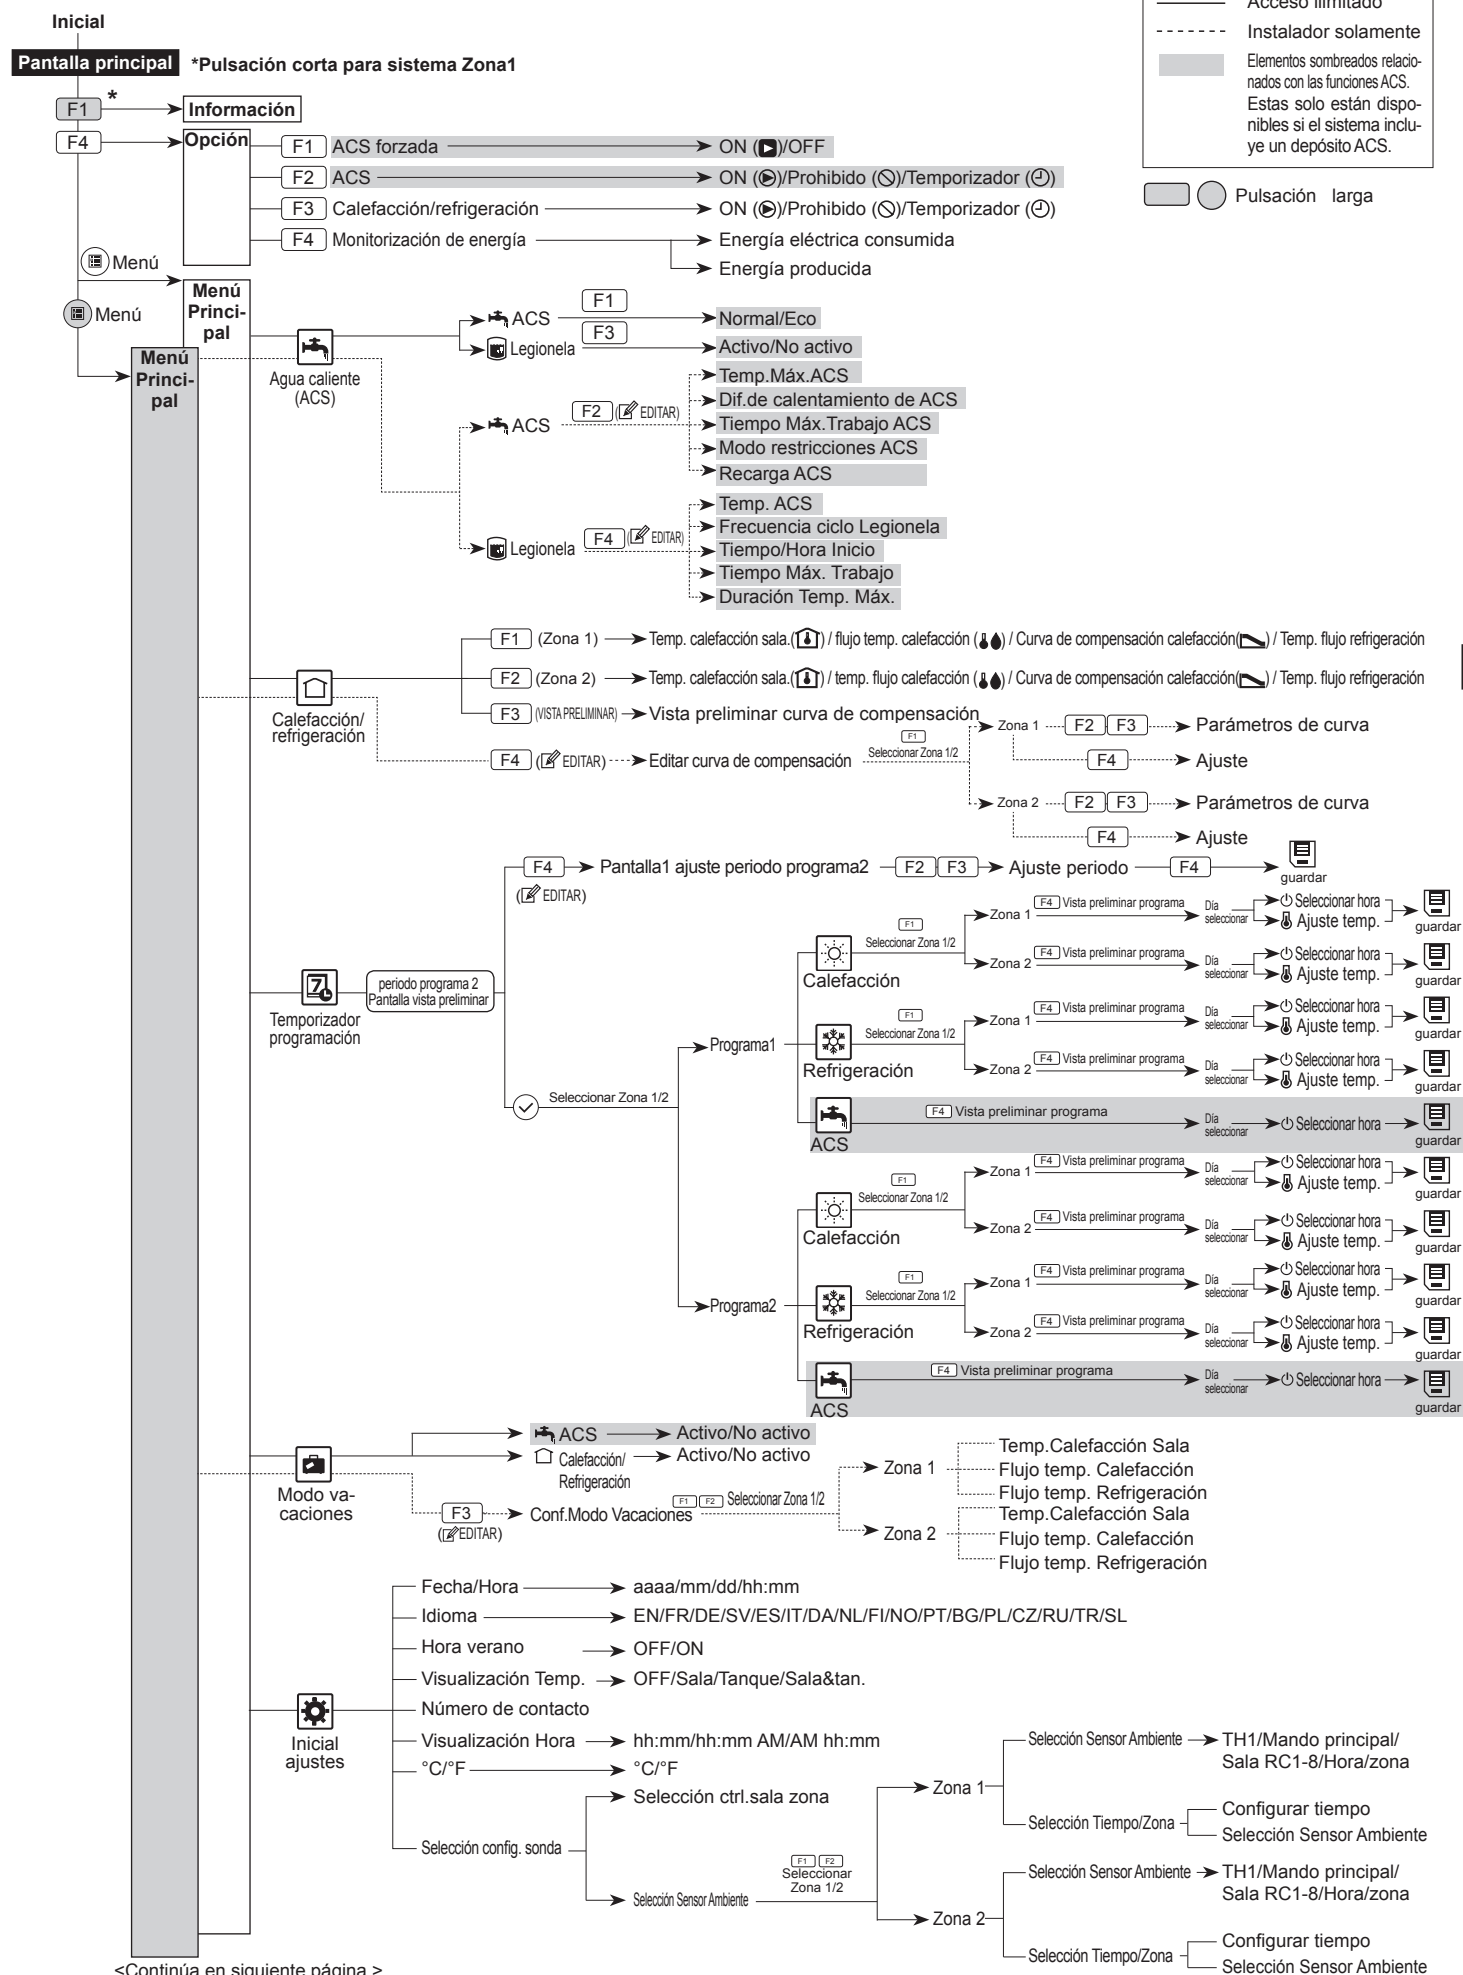 Acceso ilimitado
Instalador solamente
Elementos sombreados relacio-
nados con las funciones ACS.
Estas solo están dispo-
nibles si el sistema inclu-
ye un depósito ACS.
Pulsación larga
Inicial
Pantalla principal *Pulsación corta para sistema Zona1
F1 * Información
F4 Opción
F1 ACS forzada ON ()/OFF
F2 ACS ON ()/Prohibido ()/Temporizador ()
F3 Calefacción/refrigeración ON ()/Prohibido ()/Temporizador ()
F4 Monitorización de energía Energía eléctrica consumida
Energía producida
Menú
Menú
Princi-
pal
Menú
Menú
Princi-
pal
Agua caliente
(ACS)
ACS F1 Normal/Eco
Legionela F3 Activo/No activo
ACS F2 (EDITAR)
Temp.Máx.ACS
Dif.de calentamiento de ACS
Tiempo Máx.Trabajo ACS
Modo restricciones ACS
Recarga ACS
Legionela F4 (EDITAR)
Temp. ACS
Frecuencia ciclo Legionela
Tiempo/Hora Inicio
Tiempo Máx. Trabajo
Duración Temp. Máx.
Calefacción/
refrigeración
F1 (Zona 1) Temp. calefacción sala.() / flujo temp. calefacción () / Curva de compensación calefacción() / Temp. flujo refrigeración
F2 (Zona 2) Temp. calefacción sala.() / temp. flujo calefacción () / Curva de compensación calefacción() / Temp. flujo refrigeración
F3 (VISTA PRELIMINAR) Vista preliminar curva de compensación
F4 (EDITAR) Editar curva de compensación
F1
Seleccionar Zona 1/2
Zona 1 F2 F3 Parámetros de curva
F4 Ajuste
Zona 2 F2 F3 Parámetros de curva
F4 Ajuste
Temporizador
programación
periodo programa 2
Pantalla vista preliminar
F4 Pantalla1 ajuste periodo programa2 F2 F3 Ajuste periodo F4 guardar
(EDITAR)
Seleccionar Zona 1/2
Programa1
Calefacción
F1
Seleccionar Zona 1/2
Zona 1 F4 Vista preliminar programa Día
seleccionar
Seleccionar hora
Ajuste temp.
guardar
Zona 2 F4 Vista preliminar programa Día
seleccionar
Seleccionar hora
Ajuste temp.
guardar
Refrigeración
F1
Seleccionar Zona 1/2
Zona 1 F4 Vista preliminar programa Día
seleccionar
Seleccionar hora
Ajuste temp.
guardar
Zona 2 F4 Vista preliminar programa Día
seleccionar
Seleccionar hora
Ajuste temp.
guardar
ACS
F4 Vista preliminar programa Día
seleccionar
Seleccionar hora
guardar
Programa2
Calefacción
F1
Seleccionar Zona 1/2
Zona 1 F4 Vista preliminar programa Día
seleccionar
Seleccionar hora
Ajuste temp.
guardar
Zona 2 F4 Vista preliminar programa Día
seleccionar
Seleccionar hora
Ajuste temp.
guardar
Refrigeración
F1
Seleccionar Zona 1/2
Zona 1 F4 Vista preliminar programa Día
seleccionar
Seleccionar hora
Ajuste temp.
guardar
Zona 2 F4 Vista preliminar programa Día
seleccionar
Seleccionar hora
Ajuste temp.
guardar
ACS
F4 Vista preliminar programa Día
seleccionar
Seleccionar hora
guardar
Modo va-
caciones
ACS Activo/No activo
Calefacción/
Refrigeración
Activo/No activo
F3 Conf.Modo Vacaciones F1 F2 Seleccionar Zona 1/2
(EDITAR)
Zona 1
Temp.Calefacción Sala
Flujo temp. Calefacción
Flujo temp. Refrigeración
Zona 2
Temp.Calefacción Sala
Flujo temp. Calefacción
Flujo temp. Refrigeración
Inicial
ajustes
Fecha/Hora aaaa/mm/dd/hh:mm
Idioma EN/FR/DE/SV/ES/IT/DA/NL/FI/NO/PT/BG/PL/CZ/RU/TR/SL
Hora verano OFF/ON
Visualización Temp. OFF/Sala/Tanque/Sala&tan.
Número de contacto
Visualización Hora hh:mm/hh:mm AM/AM hh:mm
°C/°F °C/°F
Selección config. sonda
Selección ctrl.sala zona
Selección Sensor Ambiente
F1 F2
Seleccionar
Zona 1/2
Zona 1
Selección Sensor Ambiente TH1/Mando principal/
Sala RC1-8/Hora/zona
Selección Tiempo/Zona
Configurar tiempo
Selección Sensor Ambiente
Zona 2
Selección Sensor Ambiente TH1/Mando principal/
Sala RC1-8/Hora/zona
Selección Tiempo/Zona
Configurar tiempo
Selección Sensor Ambiente
<Continúa en siguiente página.>